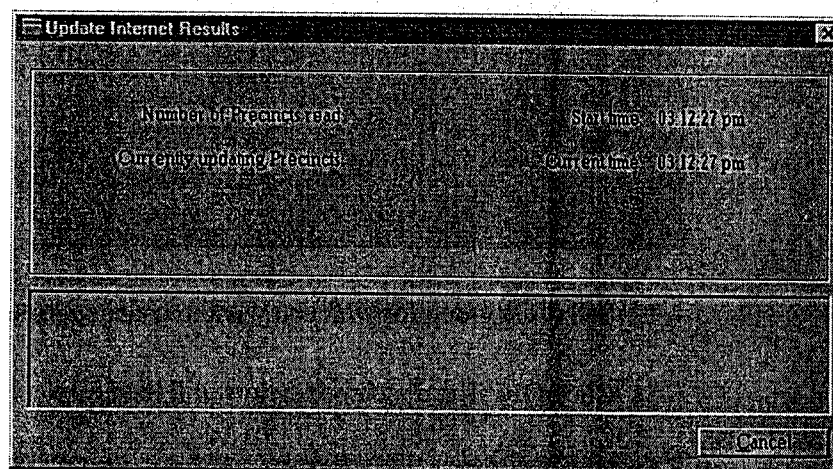 Update Internet Results
Number of Precincts read: Start time: 03:12:27 pm
Currently updating Precincts: Current time: 03:12:27 pm
Cancel